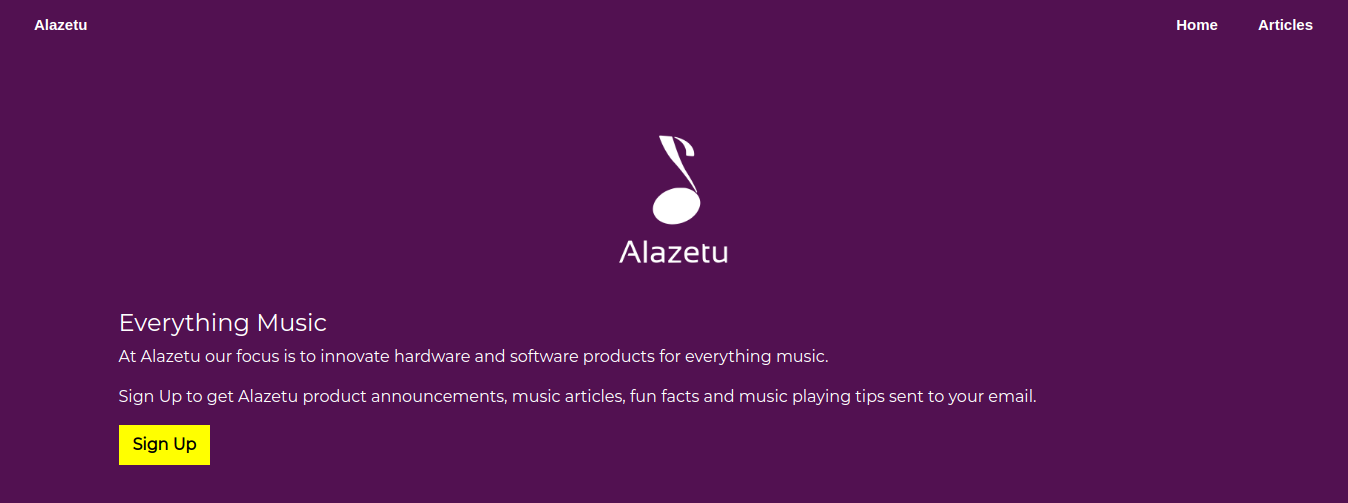 Alazetu
Home
Articles
Alazetu
Everything Music
At Alazetu our focus is to innovate hardware and software products for everything music.
Sign Up to get Alazetu product announcements, music articles, fun facts and music playing tips sent to your email.
Sign Up